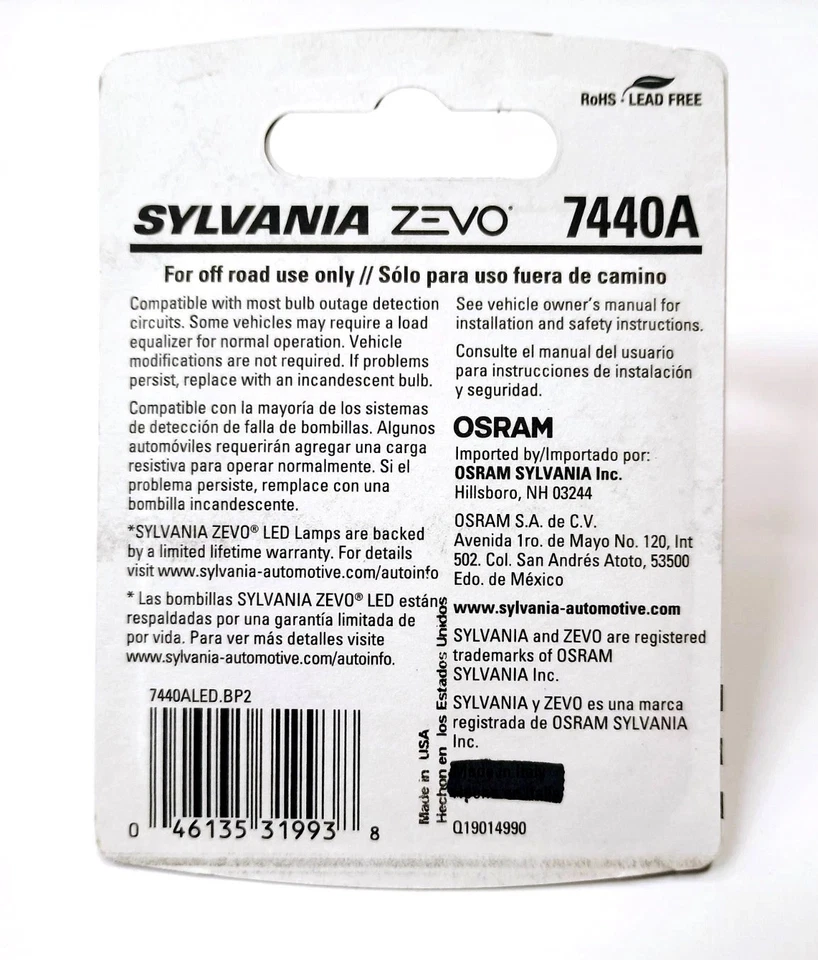 RoHS - LEAD FREE
SYLVANIA ZEVO® 7440A
For off road use only // Sólo para uso fuera de camino
Compatible with most bulb outage detection
circuits. Some vehicles may require a load
equalizer for normal operation. Vehicle
modifications are not required. If problems
persist, replace with an incandescent bulb.
Compatible con la mayoría de los sistemas
de detección de falla de bombillas. Algunos
automóviles requerirán agregar una carga
resistiva para operar normalmente. Si el
problema persiste, remplace con una
bombilla incandescente.
*SYLVANIA ZEVO® LED Lamps are backed
by a limited lifetime warranty. For details
visit www.sylvania-automotive.com/autoinfo
* Las bombillas SYLVANIA ZEVO® LED están
respaldadas por una garantía limitada de
por vida. Para ver más detalles visite
www.sylvania-automotive.com/autoinfo.
7440ALED.BP2
0 46135 31993 8
See vehicle owner's manual for
installation and safety instructions.
Consulte el manual del usuario
para instrucciones de instalación
y seguridad.
OSRAM
Imported by/Importado por:
OSRAM SYLVANIA Inc.
Hillsboro, NH 03244
OSRAM S.A. de C.V.
Avenida 1ro. de Mayo No. 120, Int
502. Col. San Andrés Atoto, 53500
Edo. de México
www.sylvania-automotive.com
SYLVANIA and ZEVO are registered
trademarks of OSRAM
SYLVANIA Inc.
SYLVANIA y ZEVO es una marca
registrada de OSRAM SYLVANIA
Inc.
Made in USA
Hechon en los Estados Unidos
Q19014990